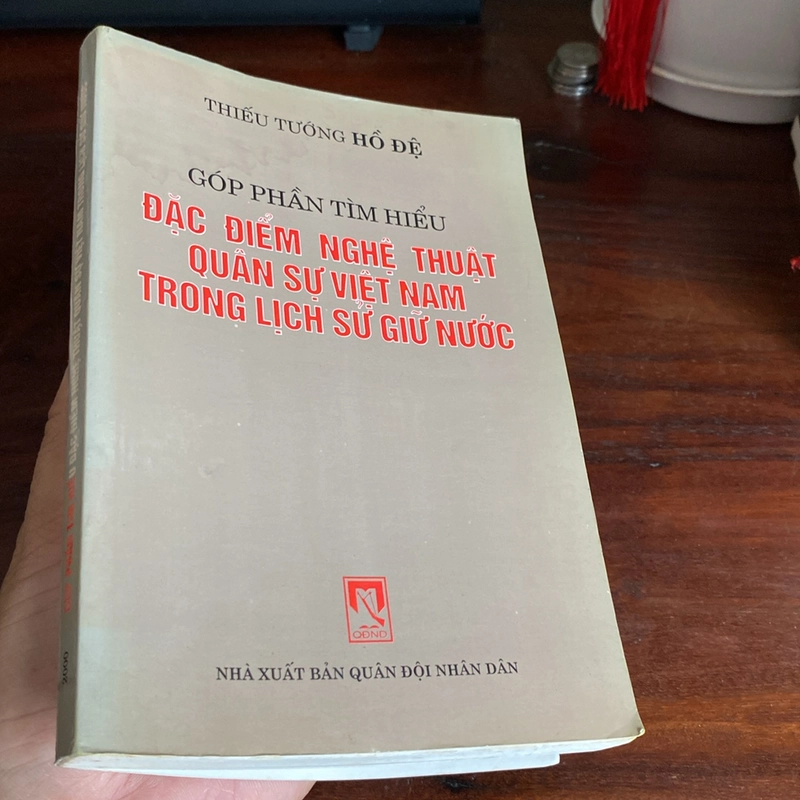 THIẾU TƯỚNG HỒ ĐỆ
GÓP PHẦN TÌM HIỂU
ĐẶC ĐIỂM NGHỆ THUẬT
QUÂN SỰ VIỆT NAM
TRONG LỊCH SỬ GIỮ NƯỚC
QĐND
NHÀ XUẤT BẢN QUÂN ĐỘI NHÂN DÂN
2000